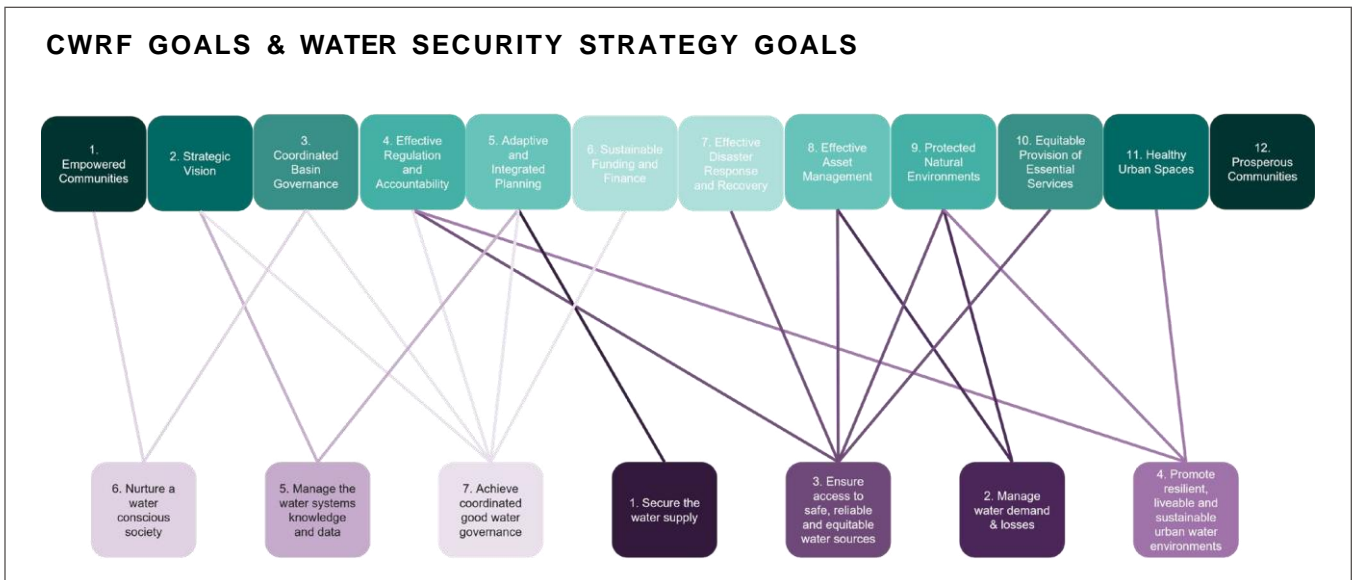 CWRF GOALS & WATER SECURITY STRATEGY GOALS
1.
Empowered
Communities
2. Strategic
Vision
3.
Coordinated
Basin
Governance
4. Effective
Regulation
and
Accountability
5. Adaptive
and
Integrated
Planning
6. Sustainable
Funding and
Finance
7. Effective
Disaster
Response
and Recovery
8. Effective
Asset
Management
9. Protected
Natural
Environments
10. Equitable
Provision of
Essential
Services
11. Healthy
Urban Spaces
12.
Prosperous
Communities
6. Nurture a
water
conscious
society
5. Manage the
water systems
knowledge
and data
7. Achieve
coordinated
good water
governance
1. Secure the
water supply
3. Ensure
access to
safe, reliable
and equitable
water sources
2. Manage
water demand
& losses
4. Promote
resilient,
liveable and
sustainable
urban water
environments